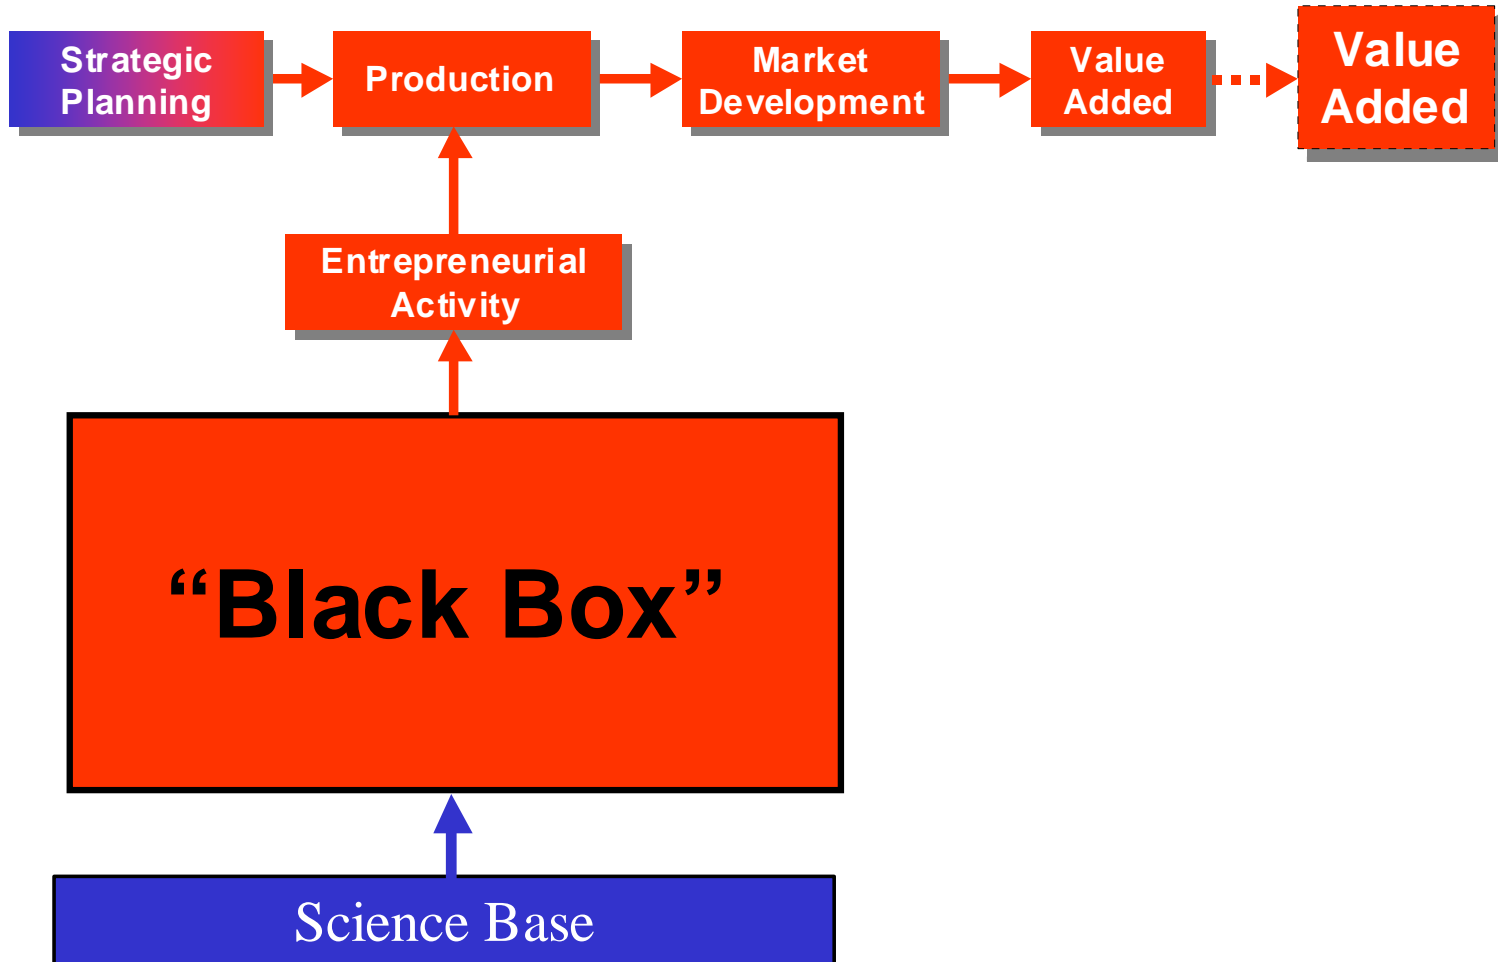 Strategic
Planning
Production
Market
Development
Value
Added
Value
Added
Entrepreneurial
Activity
“Black Box”
Science Base